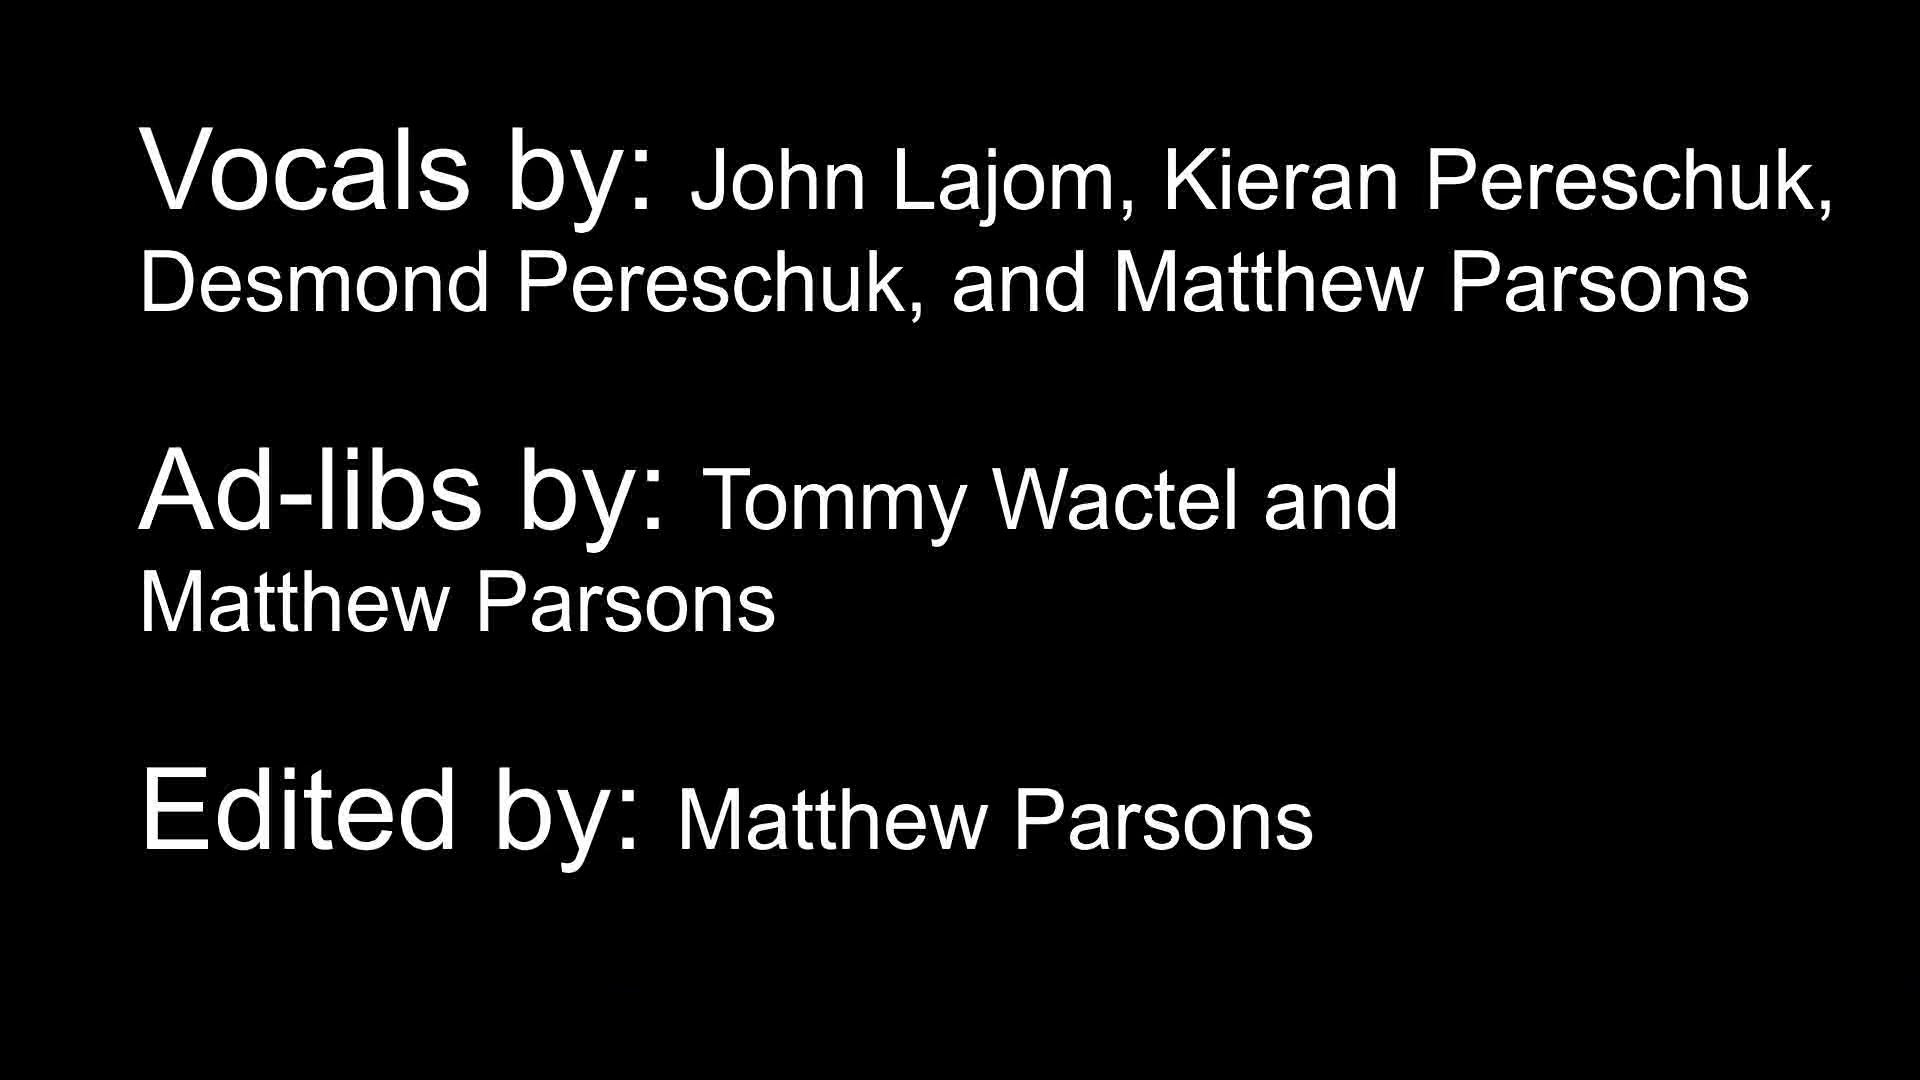 Vocals by: John Lajom, Kieran Pereschuk,
Desmond Pereschuk, and Matthew Parsons
Ad-libs by: Tommy Wactel and
Matthew Parsons
Edited by: Matthew Parsons